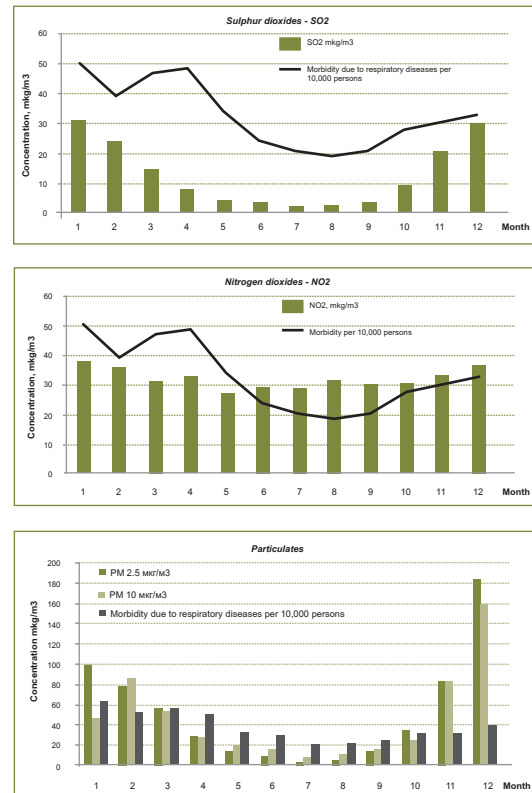 Sulphur dioxides - SO2
Concentration, mkg/m3
60
50
40
30
20
10
0
SO2 mkg/m3
Morbidity due to respiratory diseases per
10,000 persons
1 2 3 4 5 6 7 8 9 10 11 12 Month
Nitrogen dioxides - NO2
Concentration, mkg/m3
60
50
40
30
20
10
0
NO2, mkg/m3
Morbidity per 10,000 persons
1 2 3 4 5 6 7 8 9 10 11 12 Month
Particulates
Concentration mkg/m3
200
180
160
140
120
100
80
60
40
20
0
PM 2.5 мкг/м3
PM 10 мкг/м3
Morbidity due to respiratory diseases per 10,000 persons
1 2 3 4 5 6 7 8 9 10 11 12 Month